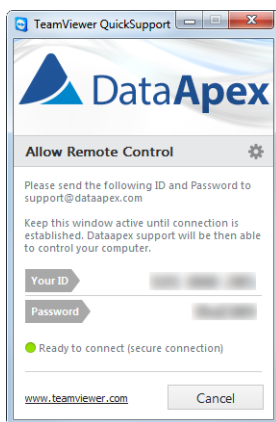 TeamViewer QuickSupport
DataApex
Allow Remote Control
Please send the following ID and Password to
support@dataapex.com
Keep this window active until connection is
established. Dataapex support will be then able
to control your computer.
Your ID
Password
Ready to connect (secure connection)
www.teamviewer.com
Cancel